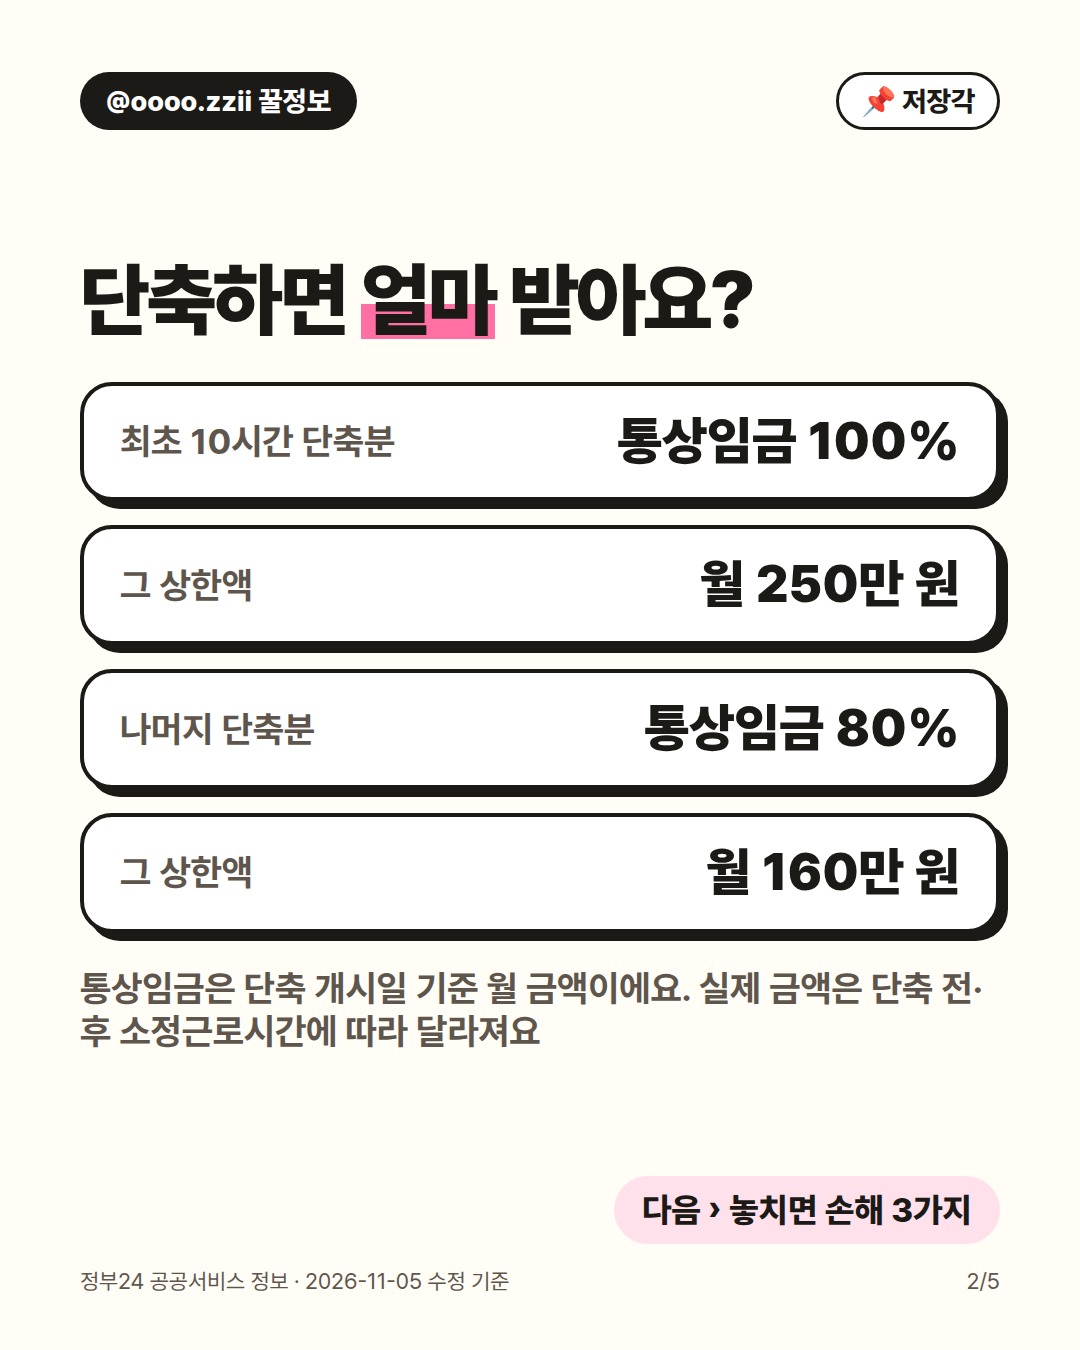 @oooo.zzii 꿀정보
📌 저장각
단축하면 얼마 받아요?
최초 10시간 단축분 통상임금 100%
그 상한액 월 250만 원
나머지 단축분 통상임금 80%
그 상한액 월 160만 원
통상임금은 단축 개시일 기준 월 금액이에요. 실제 금액은 단축 전·
후 소정근로시간에 따라 달라져요
다음 › 놓치면 손해 3가지
정부24 공공서비스 정보 · 2026-11-05 수정 기준 2/5